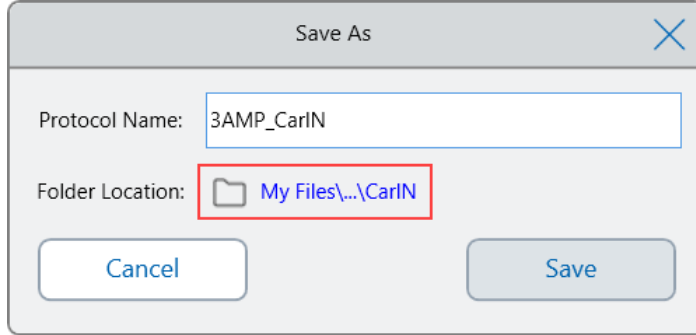 Save As
Protocol Name: 3AMP_CarIN
Folder Location: My Files\...\CarIN
Cancel Save